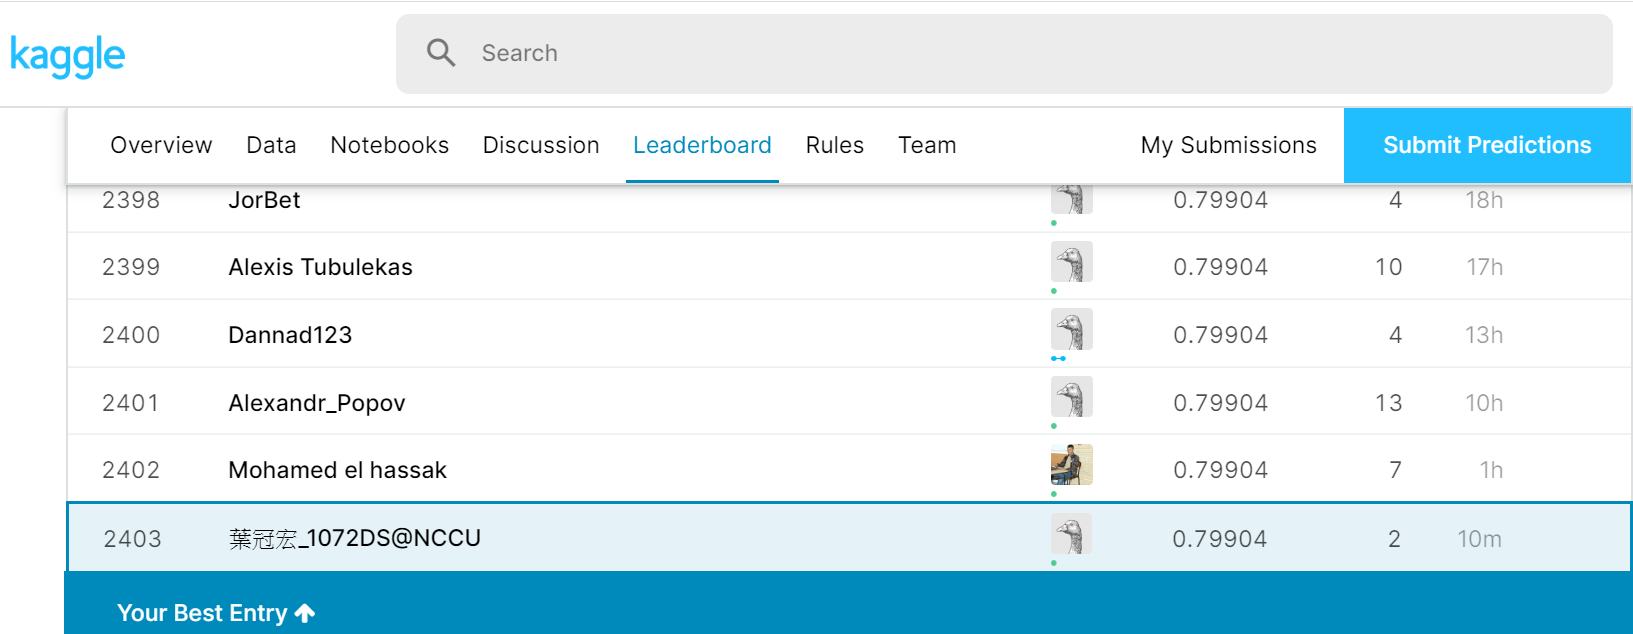 kaggle
Search
Overview Data Notebooks Discussion Leaderboard Rules Team My Submissions Submit Predictions
2398 JorBet 0.79904 4 18h
2399 Alexis Tubulekas 0.79904 10 17h
2400 Dannad123 0.79904 4 13h
2401 Alexandr_Popov 0.79904 13 10h
2402 Mohamed el hassak 0.79904 7 1h
2403 葉冠宏_1072DS@NCCU 0.79904 2 10m
Your Best Entry